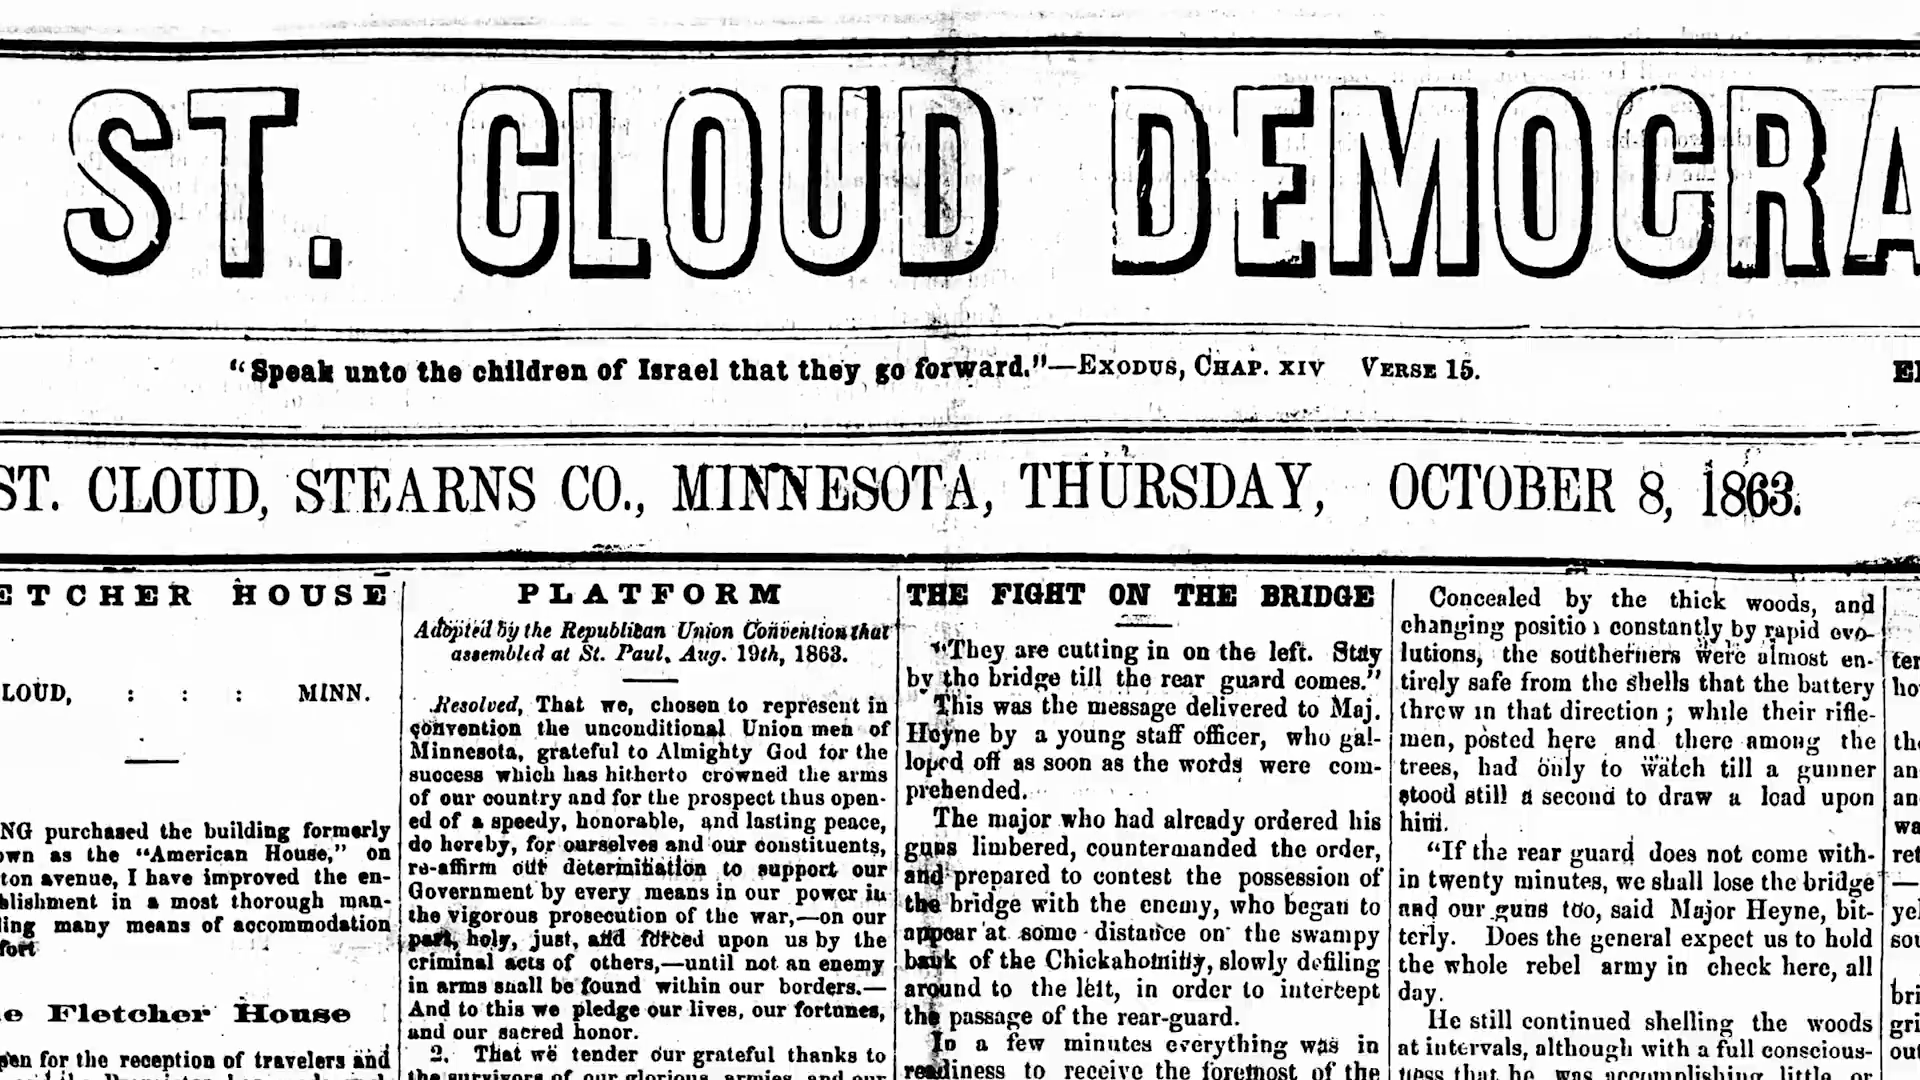 ST. CLOUD DEMOCRA
“Speak unto the children of Israel that they go forward.”—Exodus, Chap. XIV Verse 15.
ST. CLOUD, STEARNS CO., MINNESOTA, THURSDAY, OCTOBER 8, 1863.
ETCHER HOUSE
LOUD, : : : MINN.
NG purchased the building formerly
own as the “American House,” on
ton avenue, I have improved the en-
blishment in a most thorough man-
ling many means of accommodation
fort
e Fletcher House
pen for the reception of travelers and
PLATFORM
Adopted by the Republican Union Convention that
assembled at St. Paul, Aug. 19th, 1863.
Resolved, That we, chosen to represent in
convention the unconditional Union men of
Minnesota, grateful to Almighty God for the
success which has hitherto crowned the arms
of our country and for the prospect thus open-
ed of a speedy, honorable, and lasting peace,
do hereby, for ourselves and our constituents,
re-affirm our determination to support our
Government by every means in our power in
the vigorous prosecution of the war,—on our
part, holy, just, and forced upon us by the
criminal acts of others,—until not an enemy
in arms shall be found within our borders.—
And to this we pledge our lives, our fortunes,
and our sacred honor.
2. That we tender our grateful thanks to
the survivors of our glorious armies, and our
THE FIGHT ON THE BRIDGE
“They are cutting in on the left. Stay
by the bridge till the rear guard comes.”
This was the message delivered to Maj.
Heyne by a young staff officer, who gal-
loped off as soon as the words were com-
prehended.
The major who had already ordered his
guns limbered, countermanded the order,
and prepared to contest the possession of
the bridge with the enemy, who began to
appear at some distance on the swampy
bank of the Chickahominy, slowly defiling
around to the left, in order to intercept
the passage of the rear-guard.
In a few minutes everything was in
readiness to receive the foremost of the
Concealed by the thick woods, and
changing position constantly by rapid evo-
lutions, the southerners were almost en-
tirely safe from the shells that the battery
threw in that direction; while their rifle-
men, posted here and there among the
trees, had only to watch till a gunner
stood still a second to draw a load upon
him.
“If the rear guard does not come with-
in twenty minutes, we shall lose the bridge
and our guns too, said Major Heyne, bit-
terly. Does the general expect us to hold
the whole rebel army in check here, all
day.
He still continued shelling the woods
at intervals, although with a full conscious-
ness that he was accomplishing little or